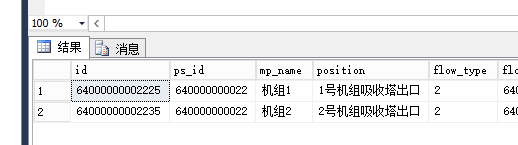 100 %
结果 消息
id ps_id mp_name position flow_type flo
1 64000000002225 640000000022 机组1 1号机组吸收塔出口 2 640
2 64000000002235 640000000022 机组2 2号机组吸收塔出口 2 640